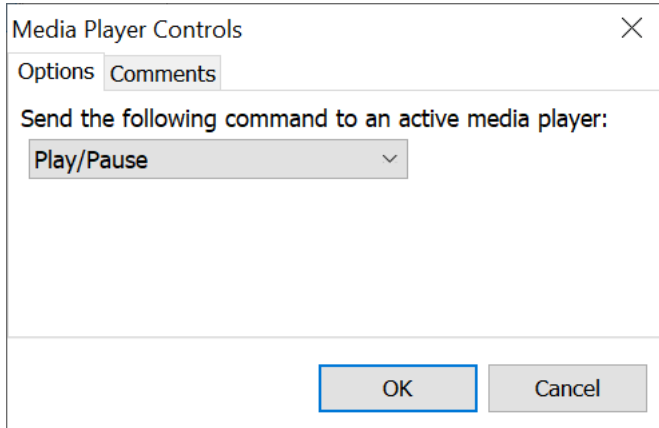 Media Player Controls
Options Comments
Send the following command to an active media player:
Play/Pause
OK Cancel